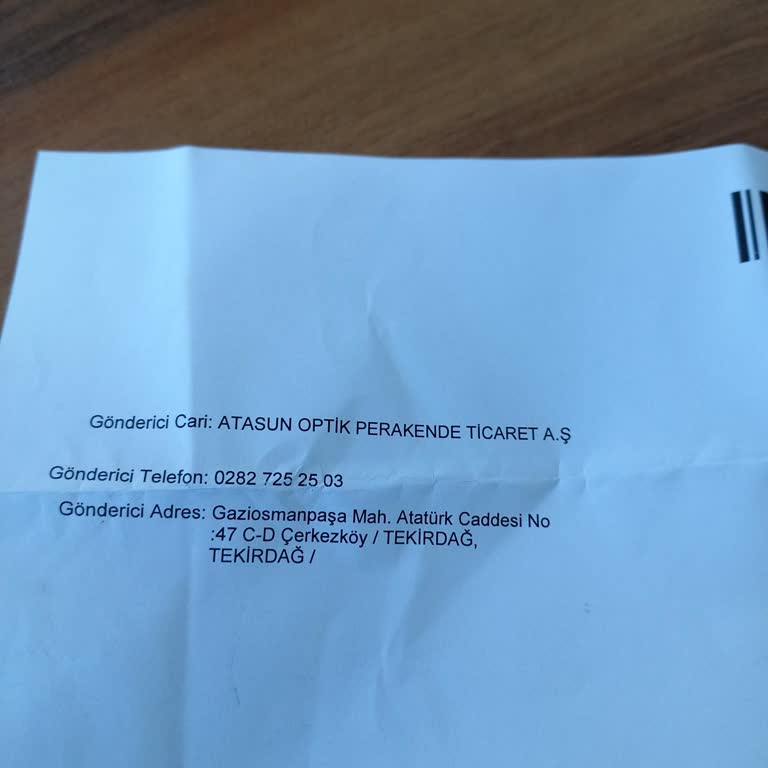 Gönderici Cari: ATASUN OPTİK PERAKENDE TİCARET A.Ş
Gönderici Telefon: 0282 725 25 03
Gönderici Adres: Gaziosmanpaşa Mah. Atatürk Caddesi No
:47 C-D Çerkezköy / TEKİRDAĞ,
TEKİRDAĞ /